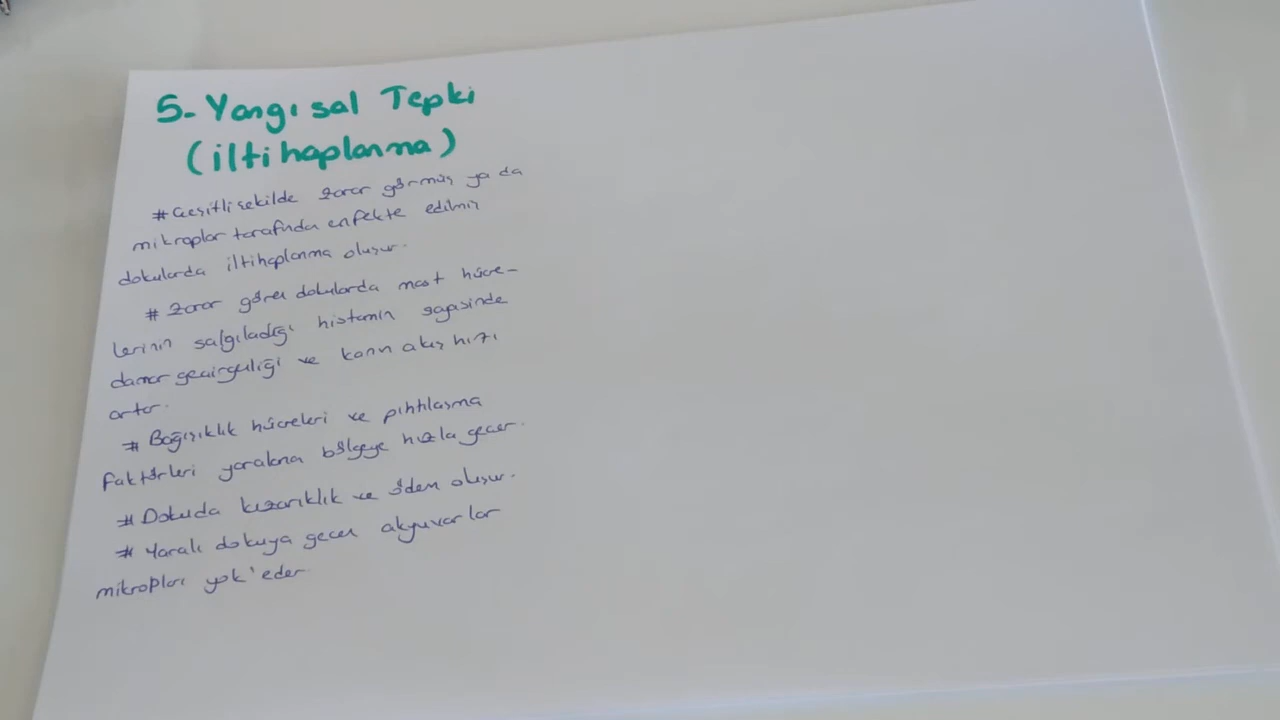 5- Yangısal Tepki
(iltihaplanma)
# Çeşitli şekilde zarar görmüş ya da
mikroplar tarafından enfekte edilmiş
dokularda iltihaplanma oluşur.
# Zarar gören dokularda mast hücre-
lerinin salgıladığı histamin sayesinde
damar geçirgenliği ve kanın akış hızı
artar.
# Bağışıklık hücreleri ve pıhtılaşma
faktörleri yaralanma bölgeye hızla geçer.
# Dokuda kızarıklık ve ödem oluşur.
# Yaralı dokuya geçen akyuvarlar
mikropları yok eder